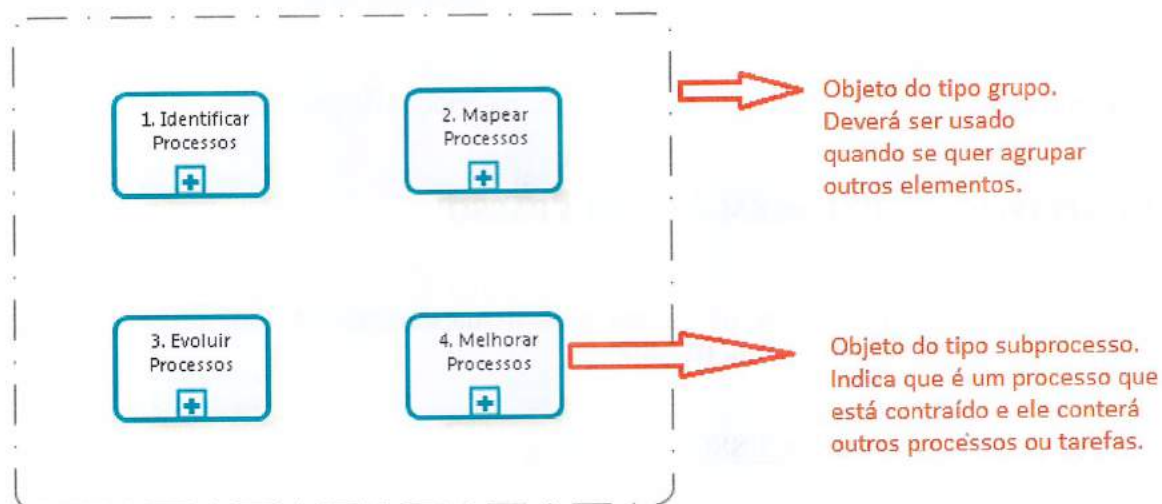 1. Identificar
Processos
2. Mapear
Processos
Objeto do tipo grupo.
Deverá ser usado
quando se quer agrupar
outros elementos.
3. Evoluir
Processos
4. Melhorar
Processos
Objeto do tipo subprocesso.
Indica que é um processo que
está contraído e ele conterá
outros processos ou tarefas.